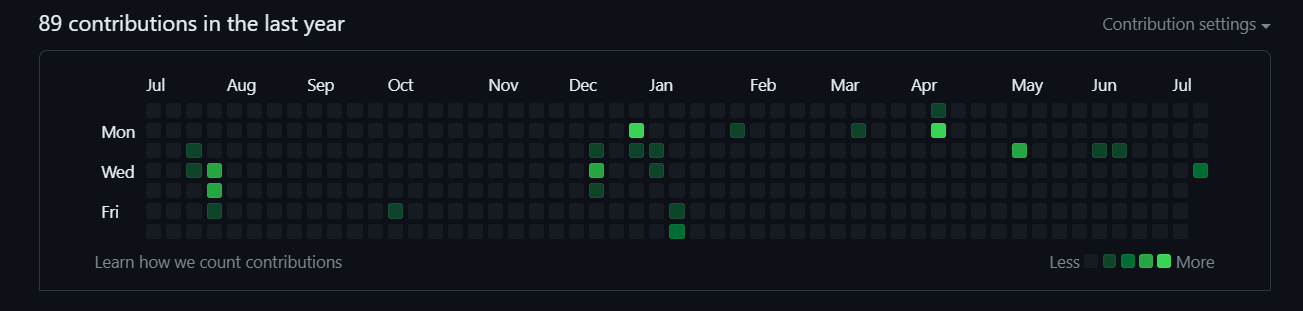 89 contributions in the last year
Contribution settings
Jul Aug Sep Oct Nov Dec Jan Feb Mar Apr May Jun Jul
Mon
Wed
Fri
Learn how we count contributions
Less More